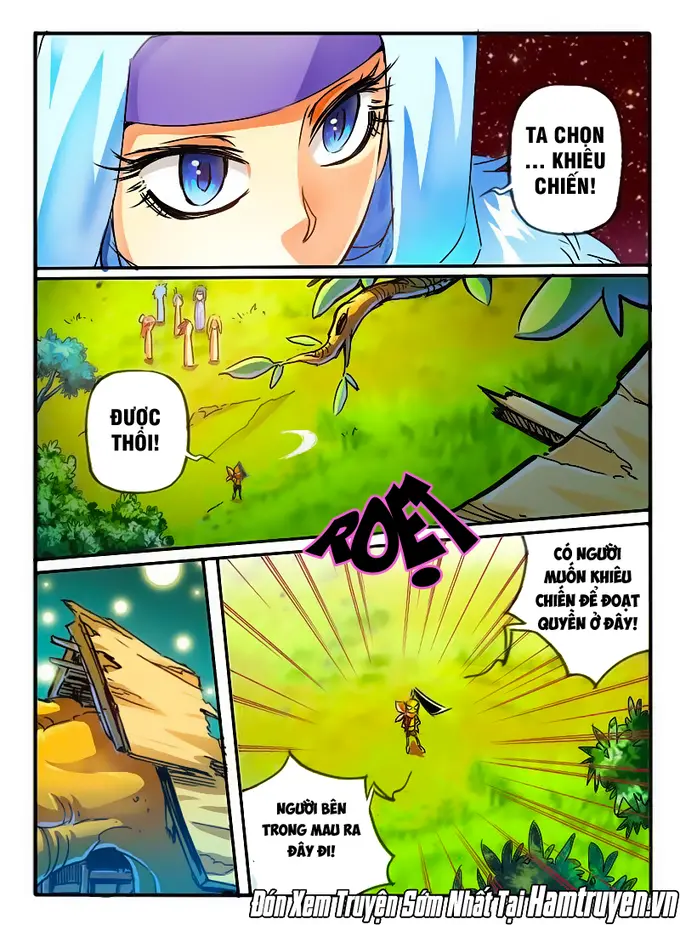 TA CHỌN
... KHIÊU
CHIẾN!
ĐƯỢC
THÔI!
ROẸT
CÓ NGƯỜI
MUỐN KHIÊU
CHIẾN ĐỂ ĐOẠT
QUYỀN Ở ĐÂY!
NGƯỜI BÊN
TRONG MAU RA
ĐÂY ĐI!
Đón Xem Truyện Sớm Nhất Tại Hamtruyen.vn